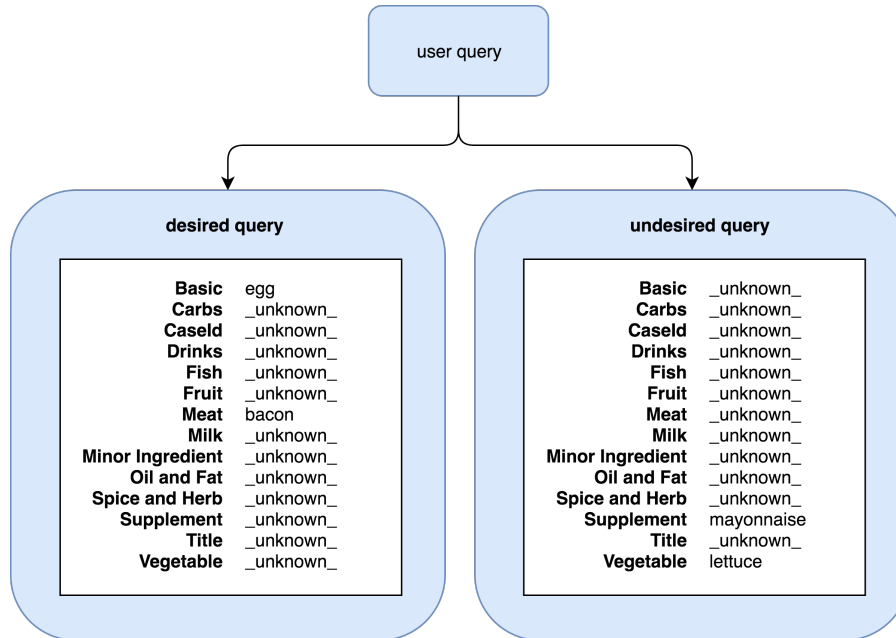 user query
desired query
Basic egg
Carbs _unknown_
CaseId _unknown_
Drinks _unknown_
Fish _unknown_
Fruit _unknown_
Meat bacon
Milk _unknown_
Minor Ingredient _unknown_
Oil and Fat _unknown_
Spice and Herb _unknown_
Supplement _unknown_
Title _unknown_
Vegetable _unknown_
undesired query
Basic _unknown_
Carbs _unknown_
CaseId _unknown_
Drinks _unknown_
Fish _unknown_
Fruit _unknown_
Meat _unknown_
Milk _unknown_
Minor Ingredient _unknown_
Oil and Fat _unknown_
Spice and Herb _unknown_
Supplement mayonnaise
Title _unknown_
Vegetable lettuce